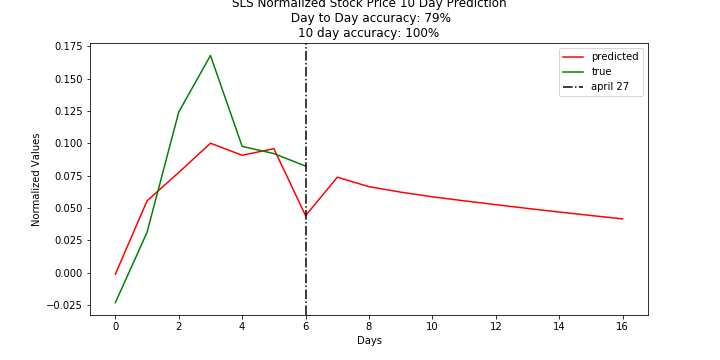 SLS Normalized Stock Price 10 Day Prediction
Day to Day accuracy: 79%
10 day accuracy: 100%
0.175
0.150
0.125
0.100
0.075
0.050
0.025
0.000
−0.025
Normalized Values
predicted
true
april 27
0 2 4 6 8 10 12 14 16
Days